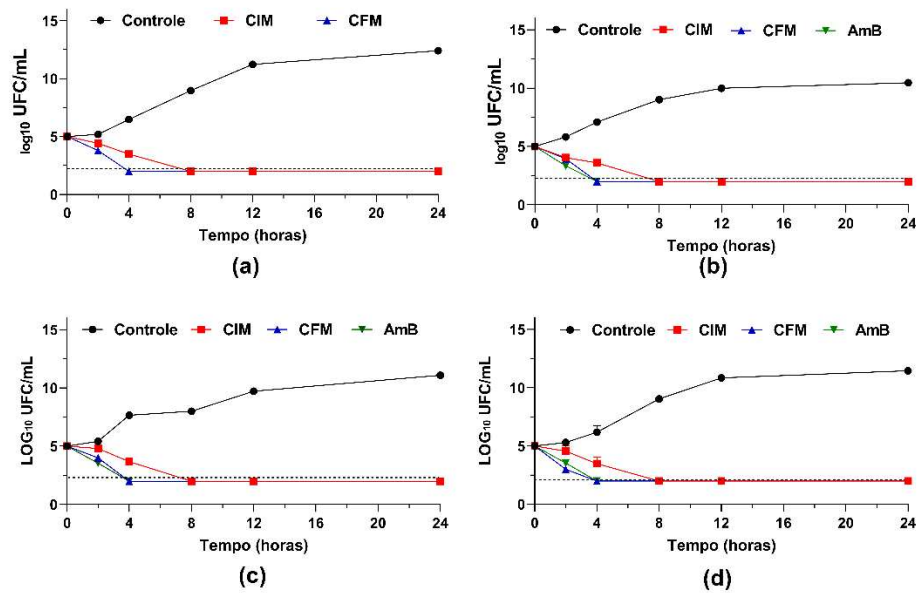 Controle CIM CFM
15
10
5
0
log10 UFC/mL
0 4 8 12 16 20 24
Tempo (horas)
(a)
Controle CIM CFM AmB
15
10
5
0
log10 UFC/mL
0 4 8 12 16 20 24
Tempo (horas)
(b)
Controle CIM CFM AmB
15
10
5
0
LOG10 UFC/mL
0 4 8 12 16 20 24
Tempo (horas)
(c)
Controle CIM CFM AmB
15
10
5
0
LOG10 UFC/mL
0 4 8 12 16 20 24
Tempo (horas)
(d)